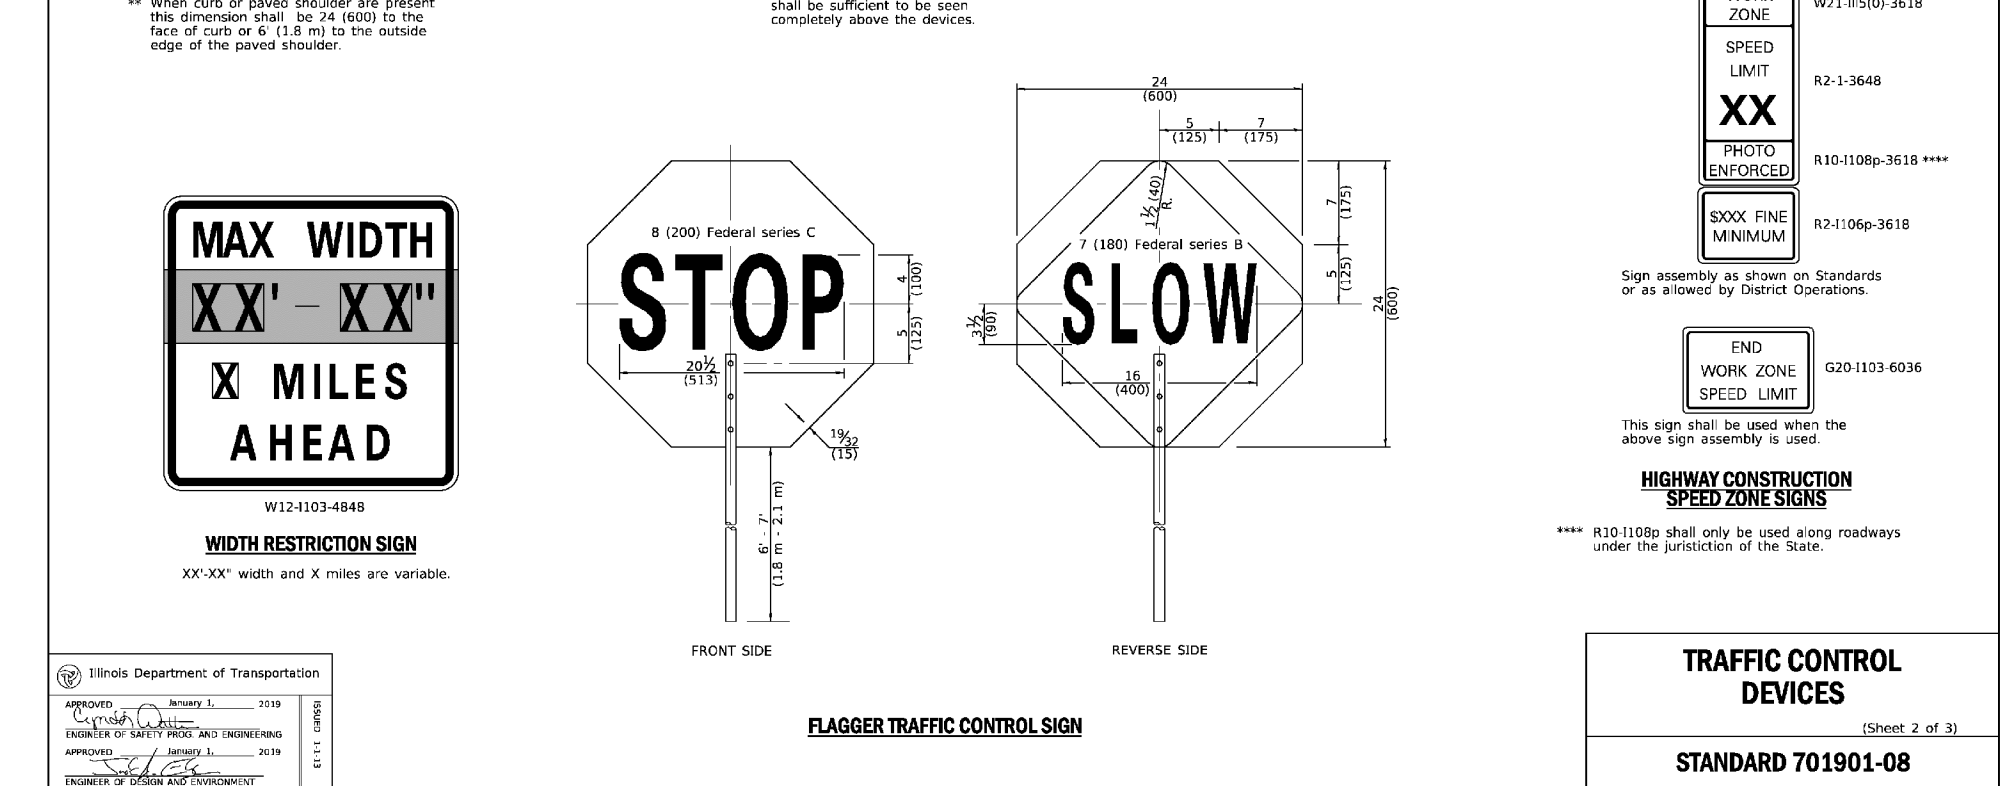 ** When curb or paved shoulder are present
this dimension shall be 24 (600) to the
face of curb or 6' (1.8 m) to the outside
edge of the paved shoulder.
shall be sufficient to be seen
completely above the devices.
MAX WIDTH
XX' - XX"
X MILES
AHEAD
W12-I103-4848
WIDTH RESTRICTION SIGN
XX'-XX" width and X miles are variable.
8 (200) Federal series C
STOP
4
(100)
5
(125)
20½
(513)
19/32
(15)
6' - 7'
(1.8 m - 2.1 m)
FRONT SIDE
24
(600)
5
(125)
7
(175)
1½ (40)
R.
7
(175)
7 (180) Federal series B
SLOW
5
(125)
24
(600)
3½
(90)
16
(400)
REVERSE SIDE
FLAGGER TRAFFIC CONTROL SIGN
ZONE
SPEED
LIMIT
XX
R2-1-3648
PHOTO
ENFORCED
R10-I108p-3618 ****
$XXX FINE
MINIMUM
R2-I106p-3618
Sign assembly as shown on Standards
or as allowed by District Operations.
END
WORK ZONE
SPEED LIMIT
G20-I103-6036
This sign shall be used when the
above sign assembly is used.
HIGHWAY CONSTRUCTION
SPEED ZONE SIGNS
**** R10-I108p shall only be used along roadways
under the juristiction of the State.
Illinois Department of Transportation
APPROVED January 1, 2019
ENGINEER OF SAFETY PROG. AND ENGINEERING
APPROVED January 1, 2019
ENGINEER OF DESIGN AND ENVIRONMENT
ISSUED 1-1-13
TRAFFIC CONTROL
DEVICES
(Sheet 2 of 3)
STANDARD 701901-08